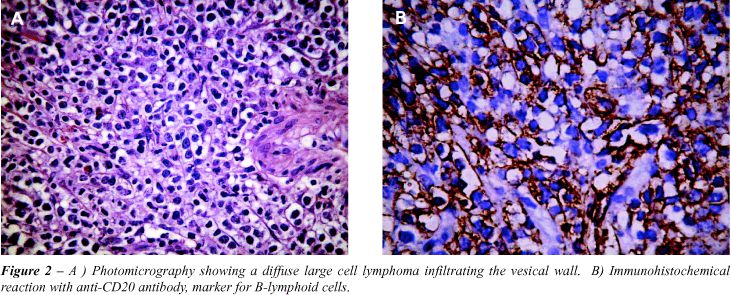 A
B
Figure 2 – A ) Photomicrography showing a diffuse large cell lymphoma infiltrating the vesical wall. B) Immunohistochemical
reaction with anti-CD20 antibody, marker for B-lymphoid cells.